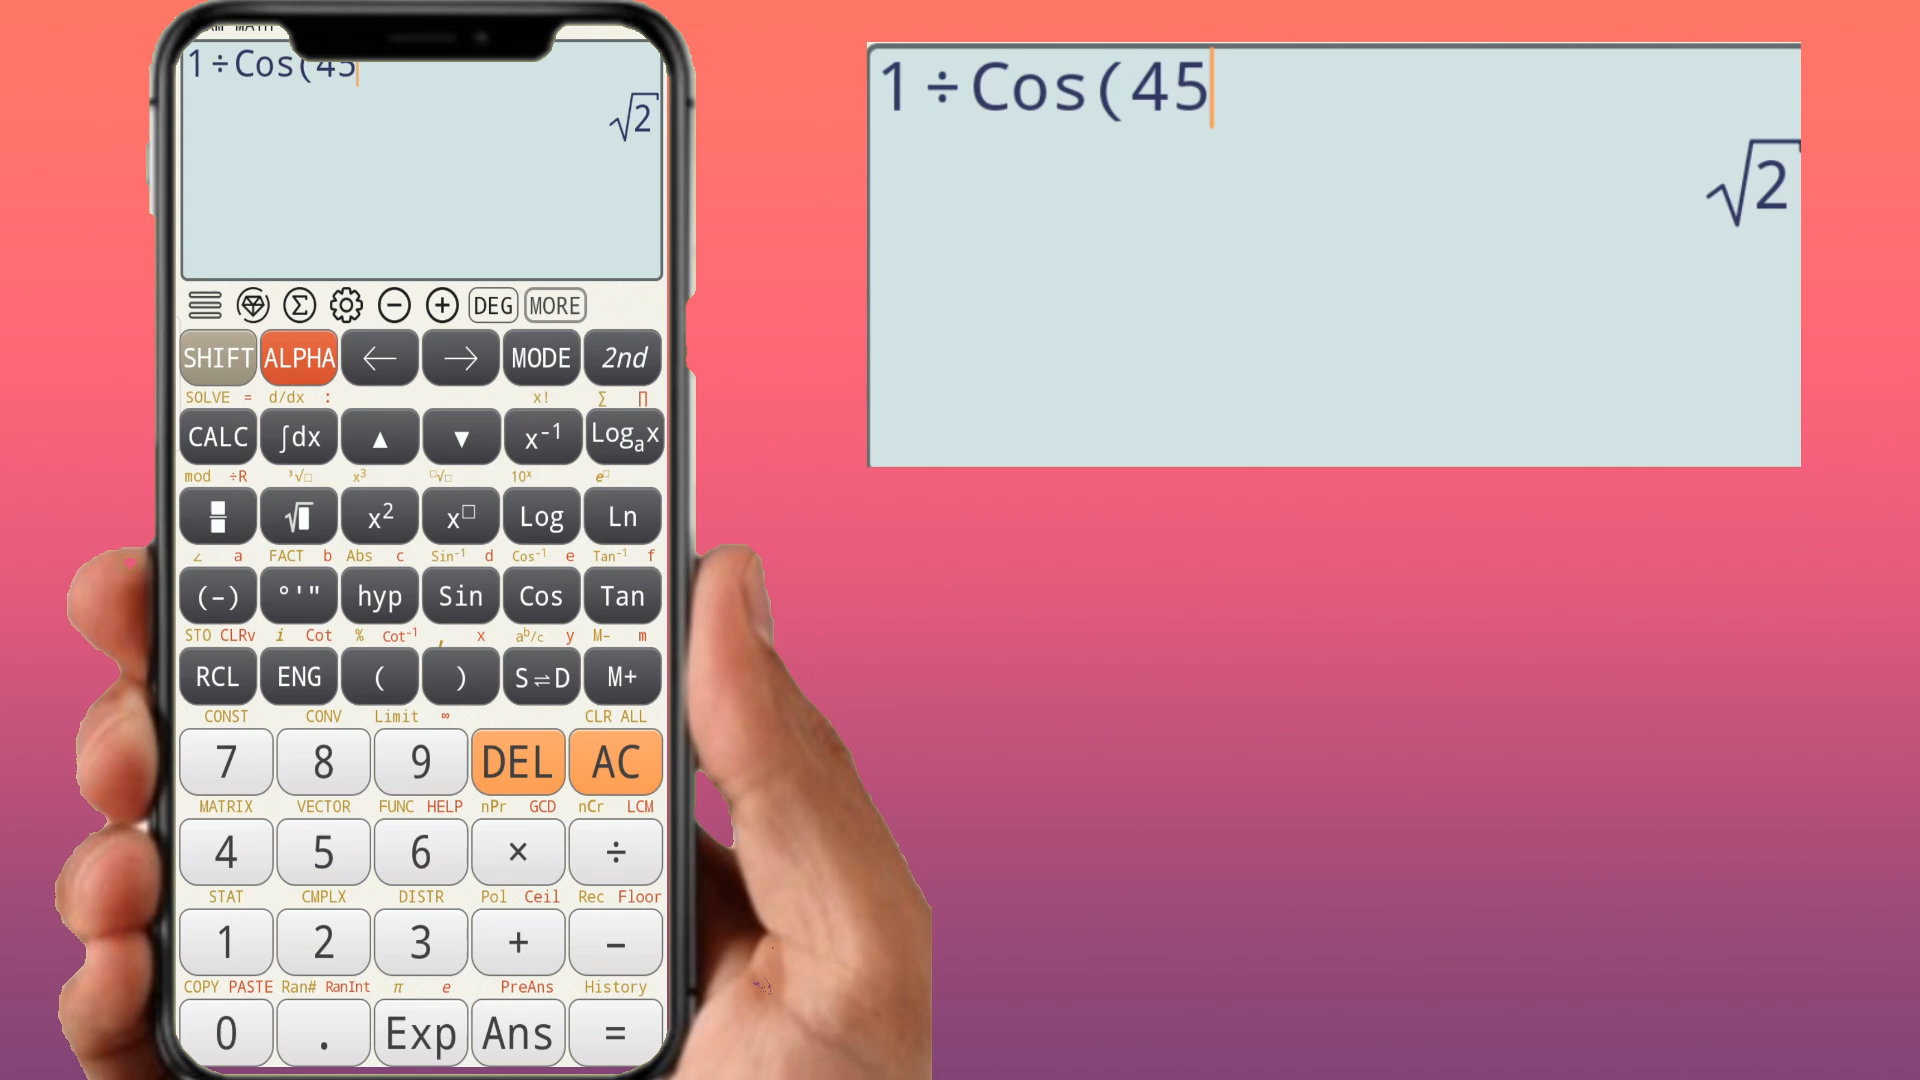 1÷Cos(45
√2
DEG MORE
SHIFT ALPHA ← → MODE 2nd
SOLVE = d/dx : x! ∑ ∏
CALC ∫dx ▲ ▼ x⁻¹ Logₐx
mod ÷R ³√□ x³ □√□ 10ˣ e□
√ x² x□ Log Ln
∠ a FACT b Abs c Sin⁻¹ d Cos⁻¹ e Tan⁻¹ f
(−) °'" hyp Sin Cos Tan
STO CLRv i Cot % Cot⁻¹ , x aᵇ/c y M− m
RCL ENG ( ) S⇌D M+
CONST CONV Limit ∞ CLR ALL
7 8 9 DEL AC
MATRIX VECTOR FUNC HELP nPr GCD nCr LCM
4 5 6 × ÷
STAT CMPLX DISTR Pol Ceil Rec Floor
1 2 3 + −
COPY PASTE Ran# RanInt π e PreAns History
0 . Exp Ans =
1÷Cos(45
√2